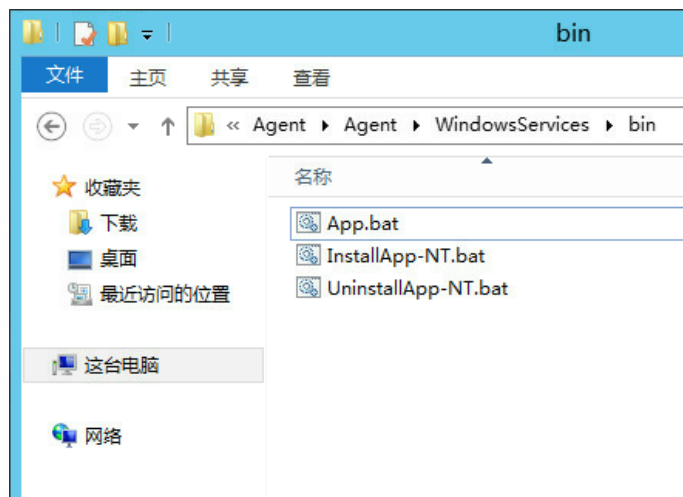 bin
文件 主页 共享 查看
« Agent Agent WindowsServices bin
收藏夹
下载
桌面
最近访问的位置
这台电脑
网络
名称
App.bat
InstallApp-NT.bat
UninstallApp-NT.bat